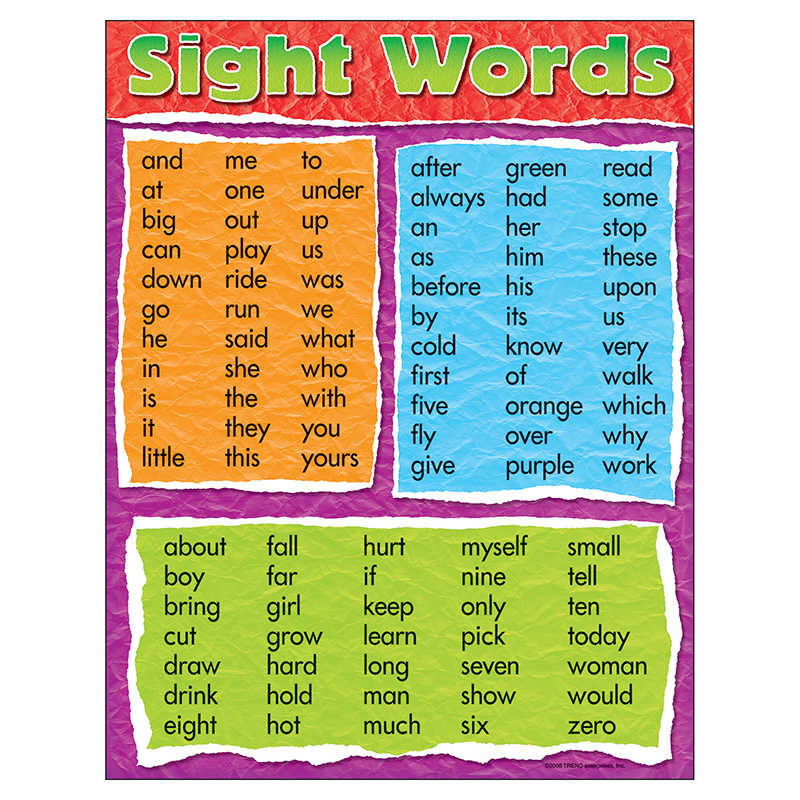 Sight Words
and me to
at one under
big out up
can play us
down ride was
go run we
he said what
in she who
is the with
it they you
little this yours
after green read
always had some
an her stop
as him these
before his upon
by its us
cold know very
first of walk
five orange which
fly over why
give purple work
about fall hurt myself small
boy far if nine tell
bring girl keep only ten
cut grow learn pick today
draw hard long seven woman
drink hold man show would
eight hot much six zero
©2006 TREND enterprises, Inc.